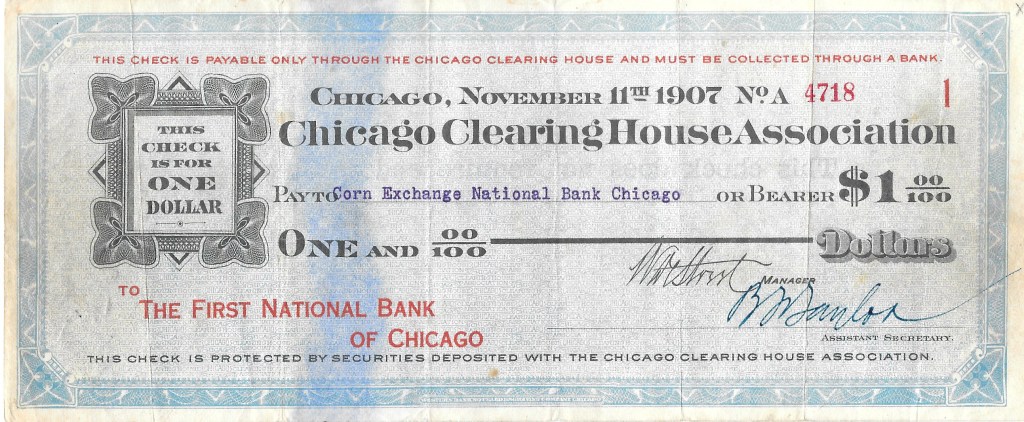 THIS CHECK IS PAYABLE ONLY THROUGH THE CHICAGO CLEARING HOUSE AND MUST BE COLLECTED THROUGH A BANK.
CHICAGO, NOVEMBER 11TH 1907 No. A 4718 1
Chicago Clearing House Association
THIS
CHECK
IS FOR
ONE
DOLLAR
PAY TO Corn Exchange National Bank Chicago OR BEARER $1 00/100
ONE AND 00/100 Dollars
MANAGER
TO
THE FIRST NATIONAL BANK
OF CHICAGO
ASSISTANT SECRETARY.
THIS CHECK IS PROTECTED BY SECURITIES DEPOSITED WITH THE CHICAGO CLEARING HOUSE ASSOCIATION.